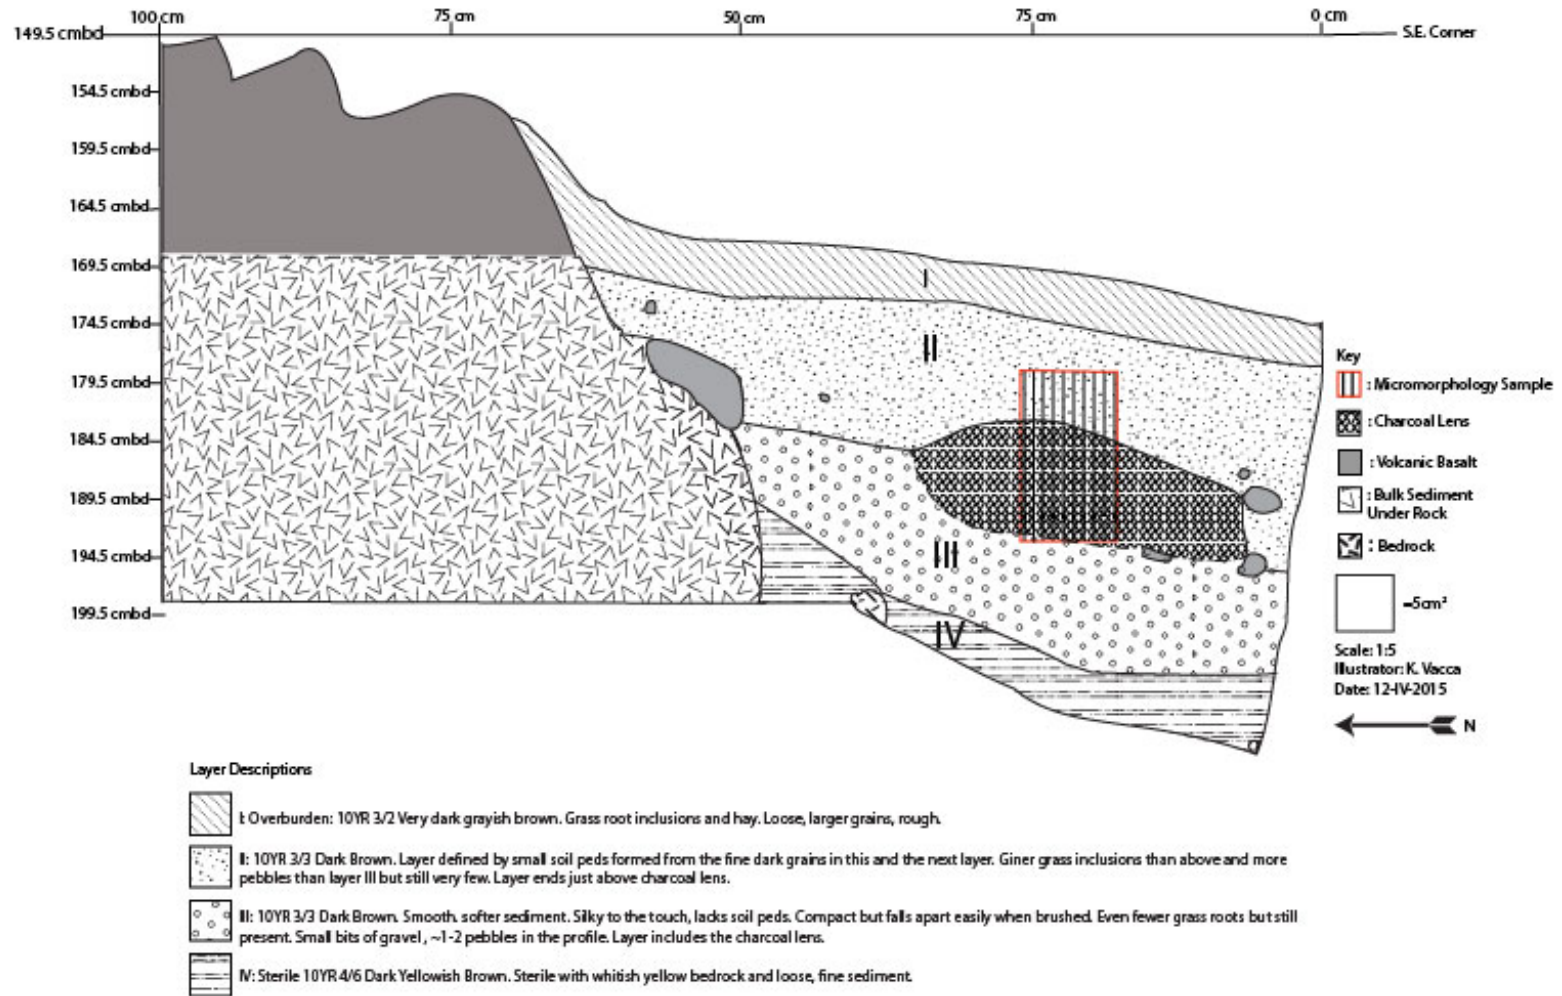 100 cm 75 cm 50 cm 75 cm 0 cm
149.5 cmbd
S.E. Corner
154.5 cmbd
159.5 cmbd
164.5 cmbd
169.5 cmbd
174.5 cmbd
179.5 cmbd
184.5 cmbd
189.5 cmbd
194.5 cmbd
199.5 cmbd
I
II
III
IV
Key
: Micromorphology Sample
: Charcoal Lens
: Volcanic Basalt
: Bulk Sediment
Under Rock
: Bedrock
=5cm²
Scale: 1:5
Illustrator: K. Vacca
Date: 12-IV-2015
N
Layer Descriptions
I: Overburden: 10YR 3/2 Very dark grayish brown. Grass root inclusions and hay. Loose, larger grains, rough.
II: 10YR 3/3 Dark Brown. Layer defined by small soil peds formed from the fine dark grains in this and the next layer. Giner grass inclusions than above and more
pebbles than layer III but still very few. Layer ends just above charcoal lens.
III: 10YR 3/3 Dark Brown. Smooth, softer sediment. Silky to the touch, lacks soil peds. Compact but falls apart easily when brushed. Even fewer grass roots but still
present. Small bits of gravel, ~1-2 pebbles in the profile. Layer includes the charcoal lens.
IV: Sterile 10YR 4/6 Dark Yellowish Brown. Sterile with whitish yellow bedrock and loose, fine sediment.